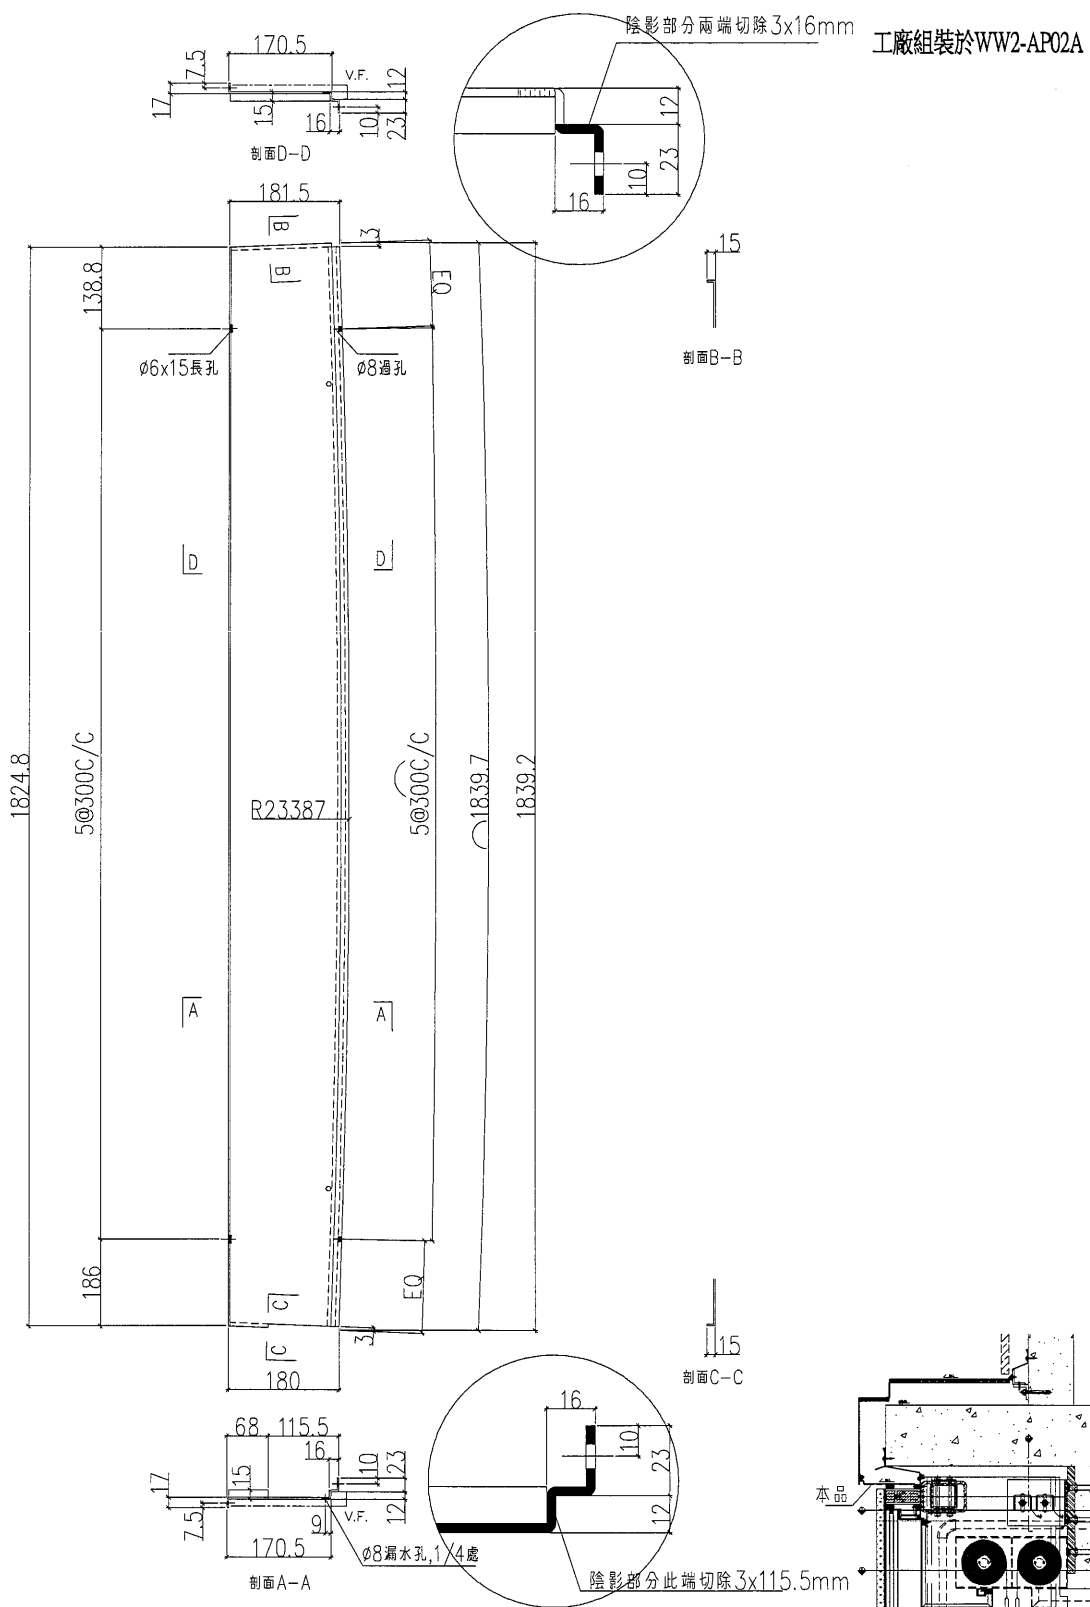 陰影部分兩端切除3x16mm
工廠組裝於WW2-AP02A
170.5
7.5
V.F.
12
17
15
16
10
23
剖面D-D
12
23
10
16
181.5
B
B
3
15
138.8
EQ
剖面B-B
ø6x15長孔
ø8過孔
D
D
1824.8
5@300C/C
R23387
5@300C/C
1839.7
1839.2
A
A
186
EQ
C
C
3
15
180
剖面C-C
68
115.5
16
16
10
23
10
23
17
15
12
12
7.5
9
V.F.
本品
170.5
ø8漏水孔,1/4處
剖面A-A
陰影部分此端切除3x115.5mm